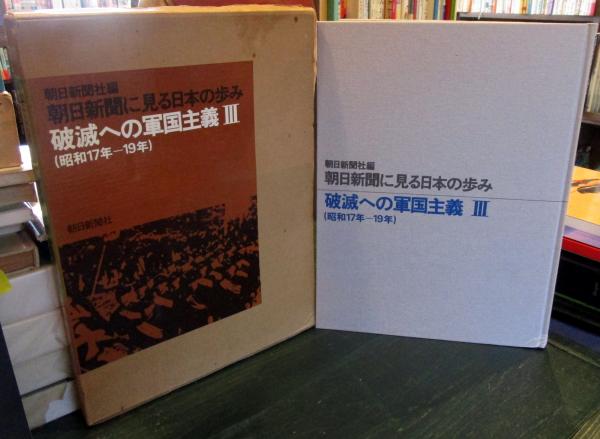 朝日新聞社編
朝日新聞に見る日本の歩み
破滅への軍国主義 III
(昭和17年−19年)
朝日新聞社
朝日新聞社編
朝日新聞に見る日本の歩み
破滅への軍国主義 III
(昭和17年−19年)